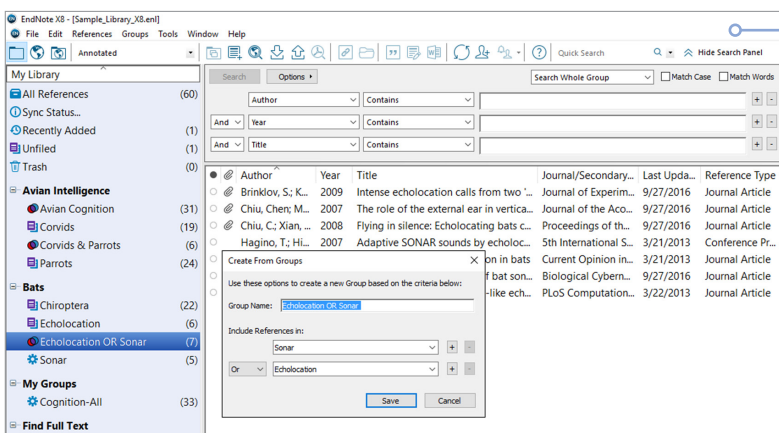 EndNote X8 - [Sample_Library_X8.enl]
File Edit References Groups Tools Window Help
Annotated
Quick Search
Hide Search Panel
My Library
All References (60)
Sync Status...
Recently Added (1)
Unfiled (1)
Trash (0)
Avian Intelligence
Avian Cognition (31)
Corvids (19)
Corvids & Parrots (6)
Parrots (24)
Bats
Chiroptera (22)
Echolocation (6)
Echolocation OR Sonar (7)
Sonar (5)
My Groups
Cognition-All (33)
Find Full Text
Search Options Search Whole Group Match Case Match Words
Author Contains + -
And Year Contains + -
And Title Contains + -
Author Year Title Journal/Secondary... Last Upda... Reference Type
Brinklov, S.; K... 2009 Intense echolocation calls from two '... Journal of Experim... 9/27/2016 Journal Article
Chiu, Chen; M... 2007 The role of the external ear in vertica... Journal of the Aco... 9/27/2016 Journal Article
Chiu, C.; Xian, ... 2008 Flying in silence: Echolocating bats c... Proceedings of th... 9/27/2016 Journal Article
Hagino, T.; Hi... 2007 Adaptive SONAR sounds by echoloc... 5th International S... 3/21/2013 Conference Pr...
on in bats Current Opinion in... 3/21/2013 Journal Article
f bat son... Biological Cybern... 9/27/2016 Journal Article
-like ech... PLoS Computation... 3/22/2013 Journal Article
Create From Groups
Use these options to create a new Group based on the criteria below:
Group Name: Echolocation OR Sonar
Include References in:
Sonar + -
Or Echolocation + -
Save Cancel